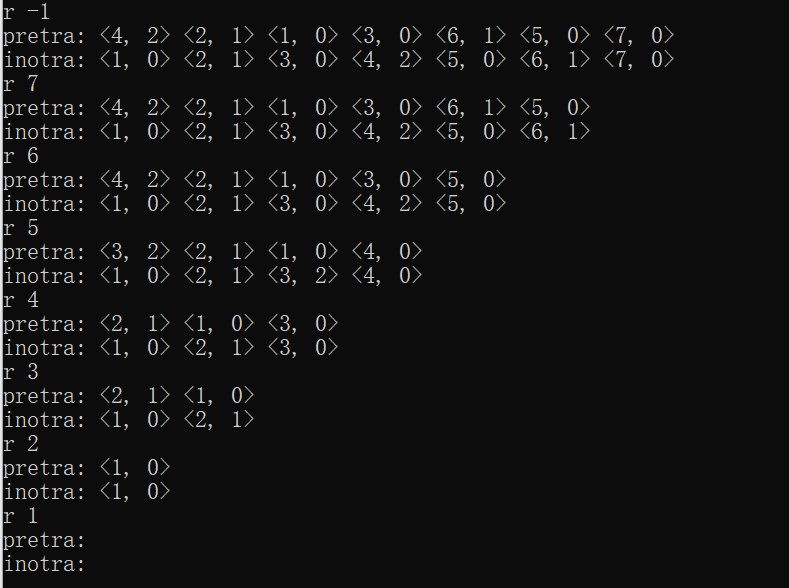 r -1
pretra: <4, 2> <2, 1> <1, 0> <3, 0> <6, 1> <5, 0> <7, 0>
inotra: <1, 0> <2, 1> <3, 0> <4, 2> <5, 0> <6, 1> <7, 0>
r 7
pretra: <4, 2> <2, 1> <1, 0> <3, 0> <6, 1> <5, 0>
inotra: <1, 0> <2, 1> <3, 0> <4, 2> <5, 0> <6, 1>
r 6
pretra: <4, 2> <2, 1> <1, 0> <3, 0> <5, 0>
inotra: <1, 0> <2, 1> <3, 0> <4, 2> <5, 0>
r 5
pretra: <3, 2> <2, 1> <1, 0> <4, 0>
inotra: <1, 0> <2, 1> <3, 2> <4, 0>
r 4
pretra: <2, 1> <1, 0> <3, 0>
inotra: <1, 0> <2, 1> <3, 0>
r 3
pretra: <2, 1> <1, 0>
inotra: <1, 0> <2, 1>
r 2
pretra: <1, 0>
inotra: <1, 0>
r 1
pretra:
inotra: